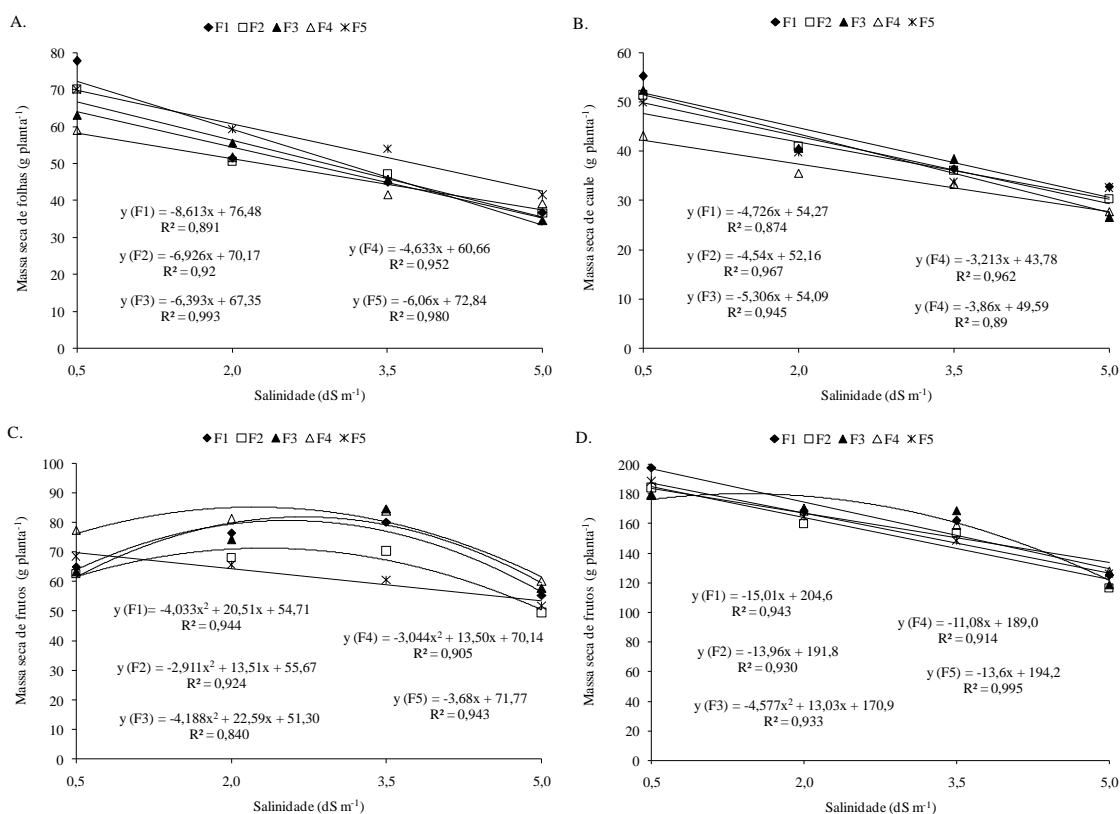 A.
◆F1 □F2 ▲F3 △F4 ✳F5
Massa seca de folhas (g planta-1)
80
70
60
50
40
30
20
10
0
y (F1) = -8,613x + 76,48
R² = 0,891
y (F2) = -6,926x + 70,17
R² = 0,92
y (F3) = -6,393x + 67,35
R² = 0,993
y (F4) = -4,633x + 60,66
R² = 0,952
y (F5) = -6,06x + 72,84
R² = 0,980
0,5 2,0 3,5 5,0
Salinidade (dS m-1)
B.
◆F1 □F2 ▲F3 △F4 ✳F5
Massa seca de caule (g planta-1)
60
50
40
30
20
10
0
y (F1) = -4,726x + 54,27
R² = 0,874
y (F2) = -4,54x + 52,16
R² = 0,967
y (F3) = -5,306x + 54,09
R² = 0,945
y (F4) = -3,213x + 43,78
R² = 0,962
y (F4) = -3,86x + 49,59
R² = 0,89
0,5 2,0 3,5 5,0
Salinidade (dS m-1)
C.
◆F1 □F2 ▲F3 △F4 ✳F5
Massa seca de frutos (g planta-1)
100
90
80
70
60
50
40
30
20
10
0
y (F1)= -4,033x² + 20,51x + 54,71
R² = 0,944
y (F2) = -2,911x² + 13,51x + 55,67
R² = 0,924
y (F3) = -4,188x² + 22,59x + 51,30
R² = 0,840
y (F4) = -3,044x² + 13,50x + 70,14
R² = 0,905
y (F5) = -3,68x + 71,77
R² = 0,943
0,5 2,0 3,5 5,0
Salinidade (dS m-1)
D.
◆F1 □F2 ▲F3 △F4 ✳F5
Massa seca de frutos (g planta-1)
200
180
160
140
120
100
80
60
40
20
0
y (F1) = -15,01x + 204,6
R² = 0,943
y (F2) = -13,96x + 191,8
R² = 0,930
y (F3) = -4,577x² + 13,03x + 170,9
R² = 0,933
y (F4) = -11,08x + 189,0
R² = 0,914
y (F5) = -13,6x + 194,2
R² = 0,995
0,5 2,0 3,5 5,0
Salinidade (dS m-1)